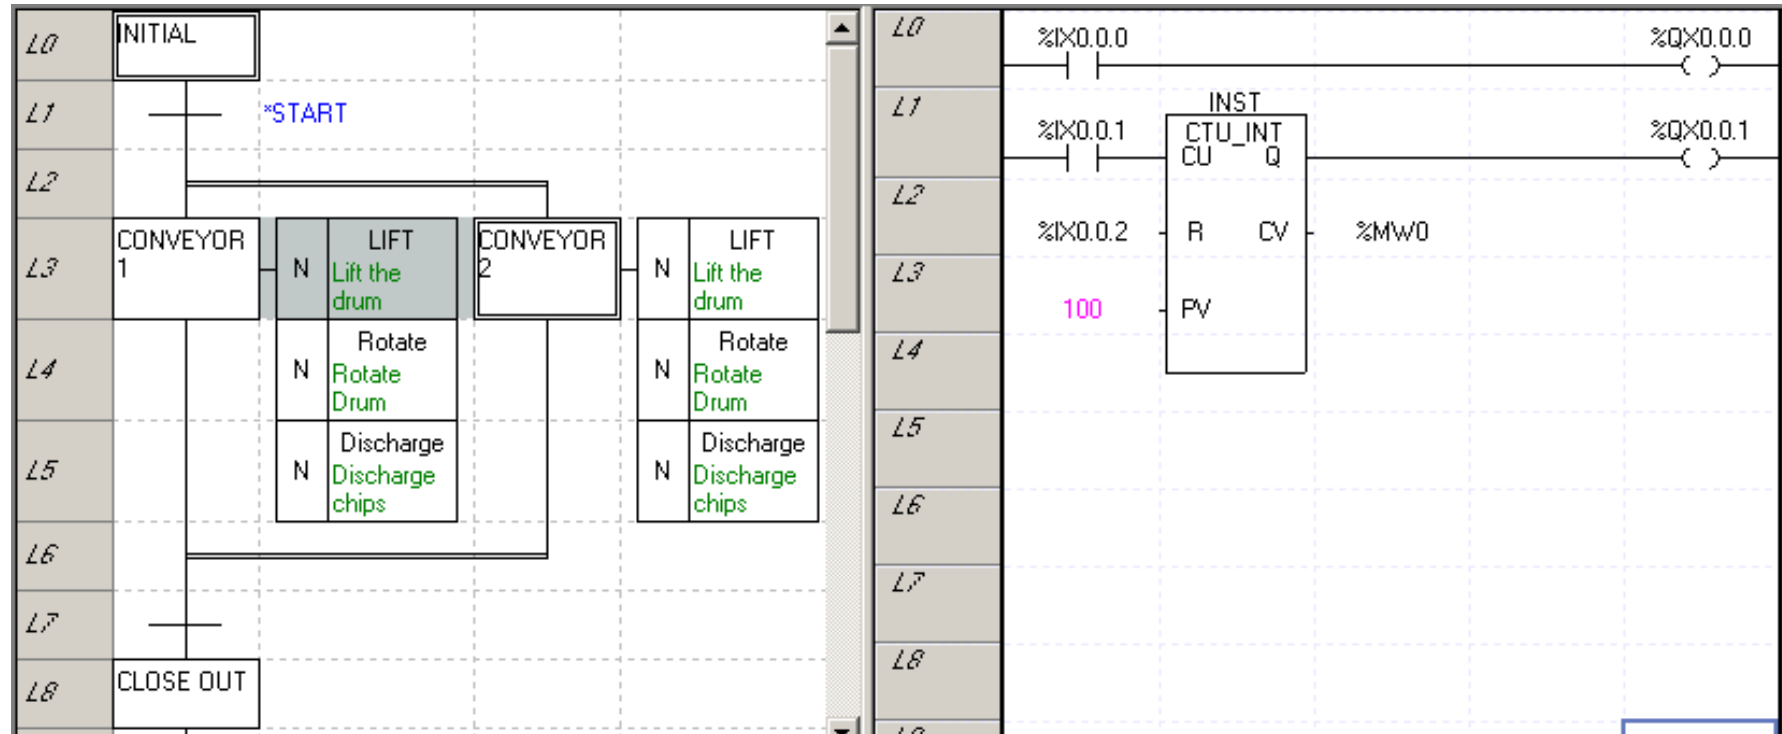 L0
INITIAL
L1
*START
L2
L3
CONVEYOR
1
N
LIFT
Lift the
drum
CONVEYOR
2
N
LIFT
Lift the
drum
L4
N
Rotate
Rotate
Drum
N
Rotate
Rotate
Drum
L5
N
Discharge
Discharge
chips
N
Discharge
Discharge
chips
L6
L7
L8
CLOSE OUT
L0
%IX0.0.0
%QX0.0.0
L1
INST
%IX0.0.1
CTU_INT
%QX0.0.1
CU Q
L2
%IX0.0.2
R CV
%MW0
L3
100
PV
L4
L5
L6
L7
L8